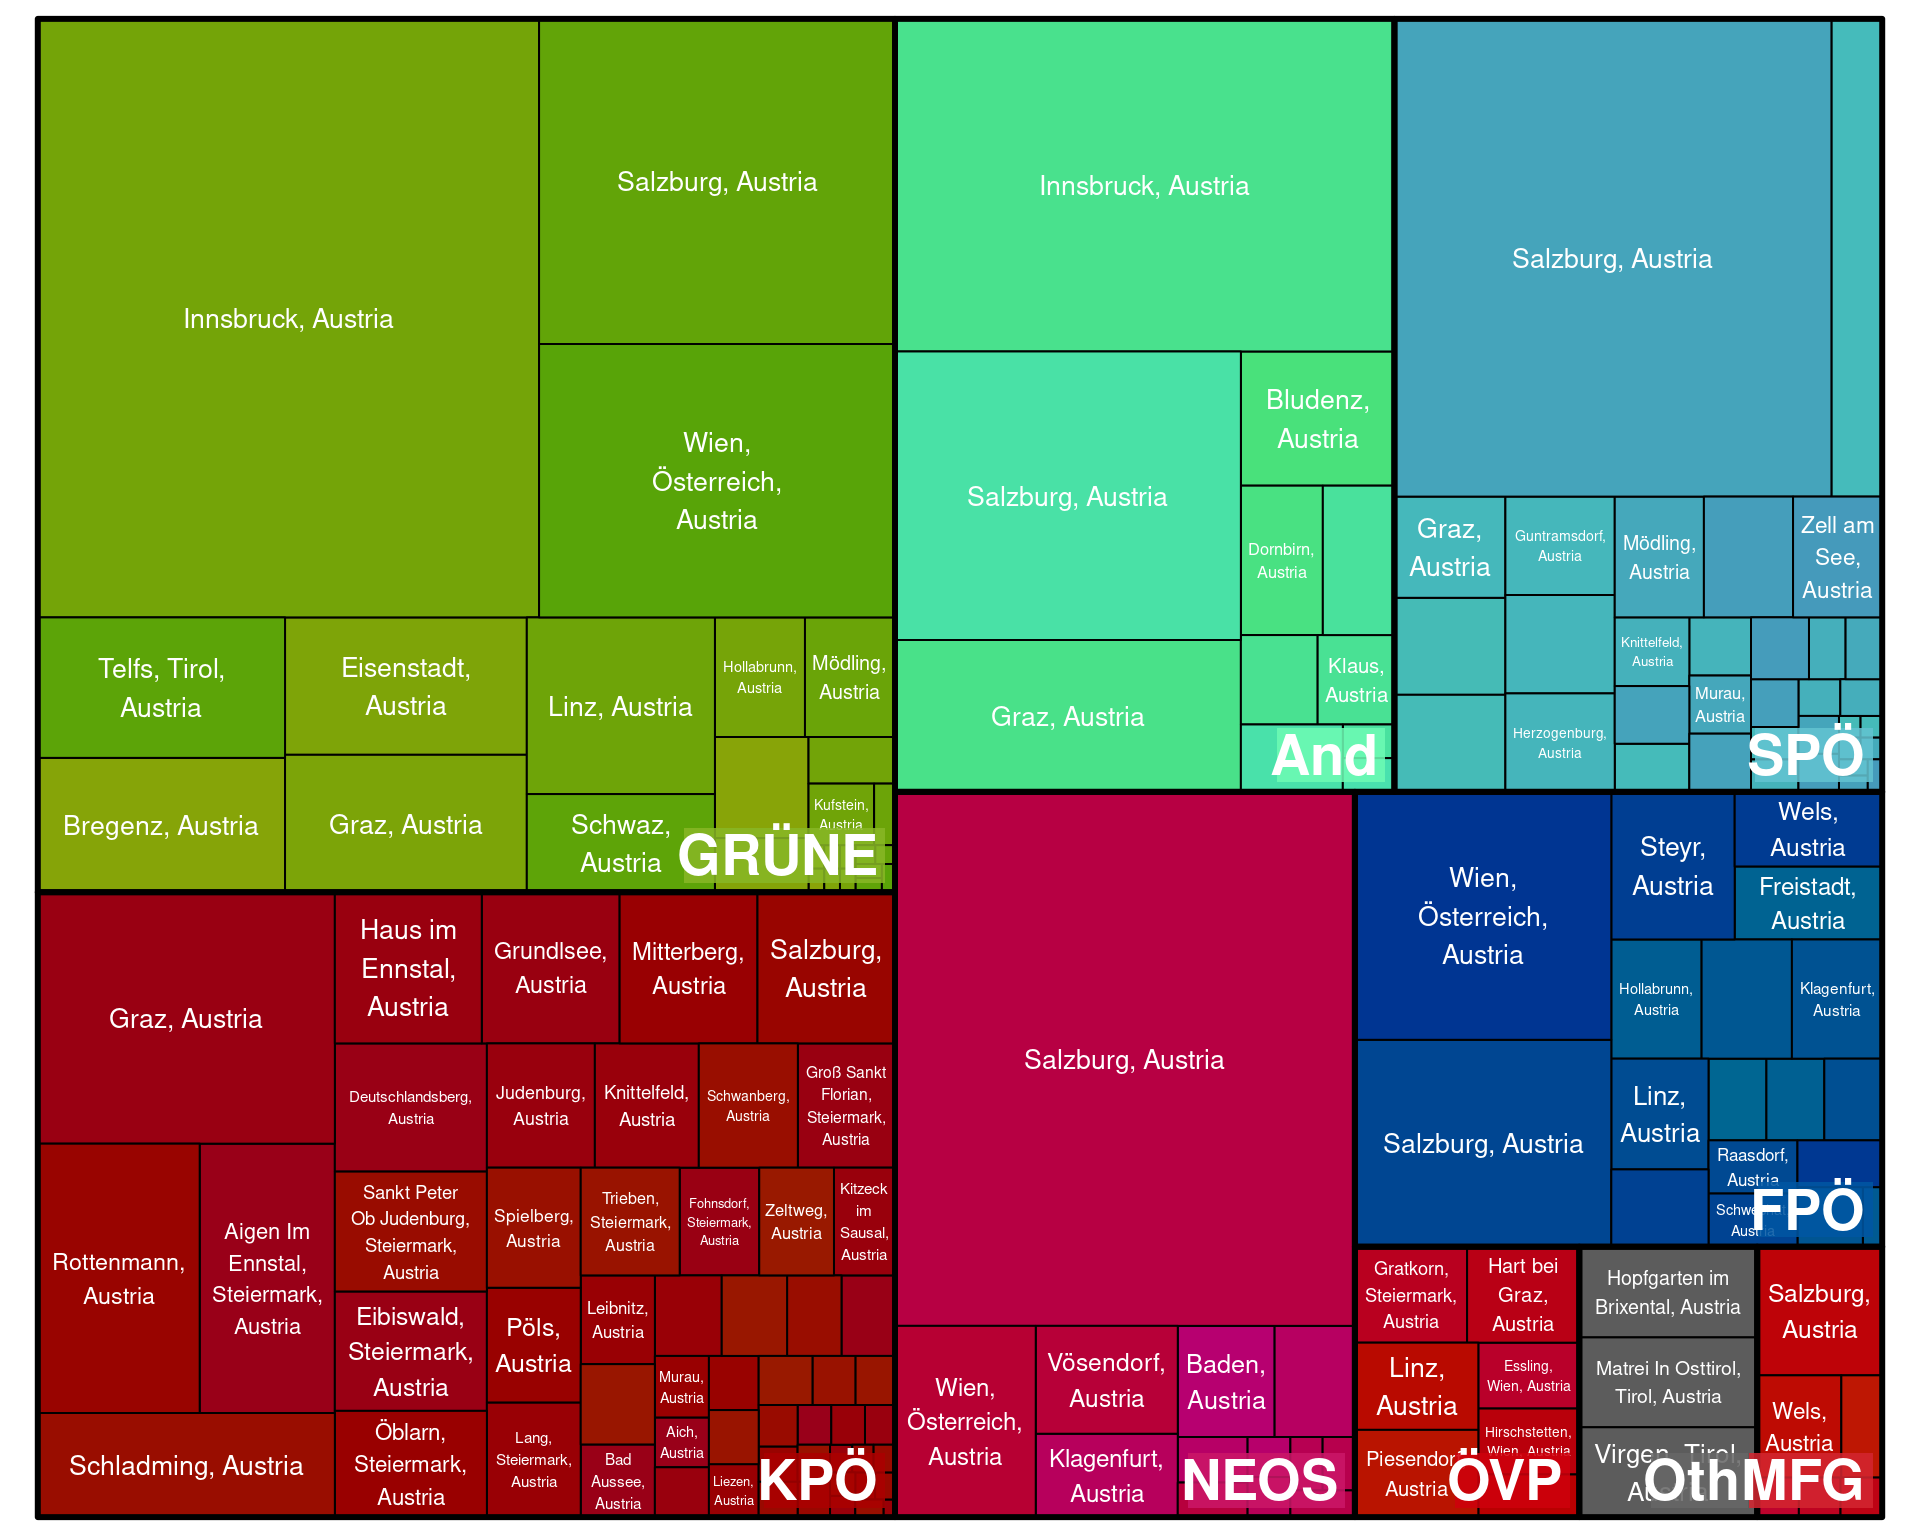 Innsbruck, Austria
Salzburg, Austria
Wien,
Österreich,
Austria
Telfs, Tirol,
Austria
Eisenstadt,
Austria
Linz, Austria
Hollabrunn,
Austria
Mödling,
Austria
Bregenz, Austria
Graz, Austria
Schwaz,
Austria
Kufstein,
Austria
GRÜNE
Innsbruck, Austria
Salzburg, Austria
Bludenz,
Austria
Dornbirn,
Austria
Klaus,
Austria
Graz, Austria
And
Salzburg, Austria
Graz,
Austria
Guntramsdorf,
Austria
Mödling,
Austria
Zell am
See,
Austria
Knittelfeld,
Austria
Murau,
Austria
Herzogenburg,
Austria
SPÖ
Graz, Austria
Haus im
Ennstal,
Austria
Grundlsee,
Austria
Mitterberg,
Austria
Salzburg,
Austria
Deutschlandsberg,
Austria
Judenburg,
Austria
Knittelfeld,
Austria
Schwanberg,
Austria
Groß Sankt
Florian,
Steiermark,
Austria
Rottenmann,
Austria
Aigen Im
Ennstal,
Steiermark,
Austria
Sankt Peter
Ob Judenburg,
Steiermark,
Austria
Spielberg,
Austria
Trieben,
Steiermark,
Austria
Fohnsdorf,
Steiermark,
Austria
Zeltweg,
Austria
Kitzeck
im
Sausal,
Austria
Eibiswald,
Steiermark,
Austria
Pöls,
Austria
Leibnitz,
Austria
Murau,
Austria
Schladming, Austria
Öblarn,
Steiermark,
Austria
Lang,
Steiermark,
Austria
Bad
Aussee,
Austria
Aich,
Austria
Liezen,
Austria
KPÖ
Salzburg, Austria
Wien,
Österreich,
Austria
Vösendorf,
Austria
Baden,
Austria
Klagenfurt,
Austria
NEOS
Wien,
Österreich,
Austria
Steyr,
Austria
Wels,
Austria
Freistadt,
Austria
Hollabrunn,
Austria
Klagenfurt,
Austria
Salzburg, Austria
Linz,
Austria
Raasdorf,
Austria
Austria
FPÖ
Gratkorn,
Steiermark,
Austria
Hart bei
Graz,
Austria
Linz,
Austria
Essling,
Wien, Austria
Hirschstetten,
Wien, Austria
Austria
ÖVP
Hopfgarten im
Brixental, Austria
Matrei In Osttirol,
Tirol, Austria
Virgen, Tirol,
Austria
Salzburg,
Austria
Wels,
Austria
OthMFG